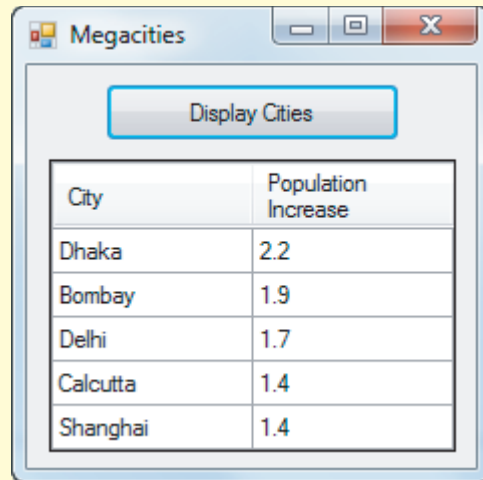 Megacities
Display Cities
City Population
Increase
Dhaka 2.2
Bombay 1.9
Delhi 1.7
Calcutta 1.4
Shanghai 1.4